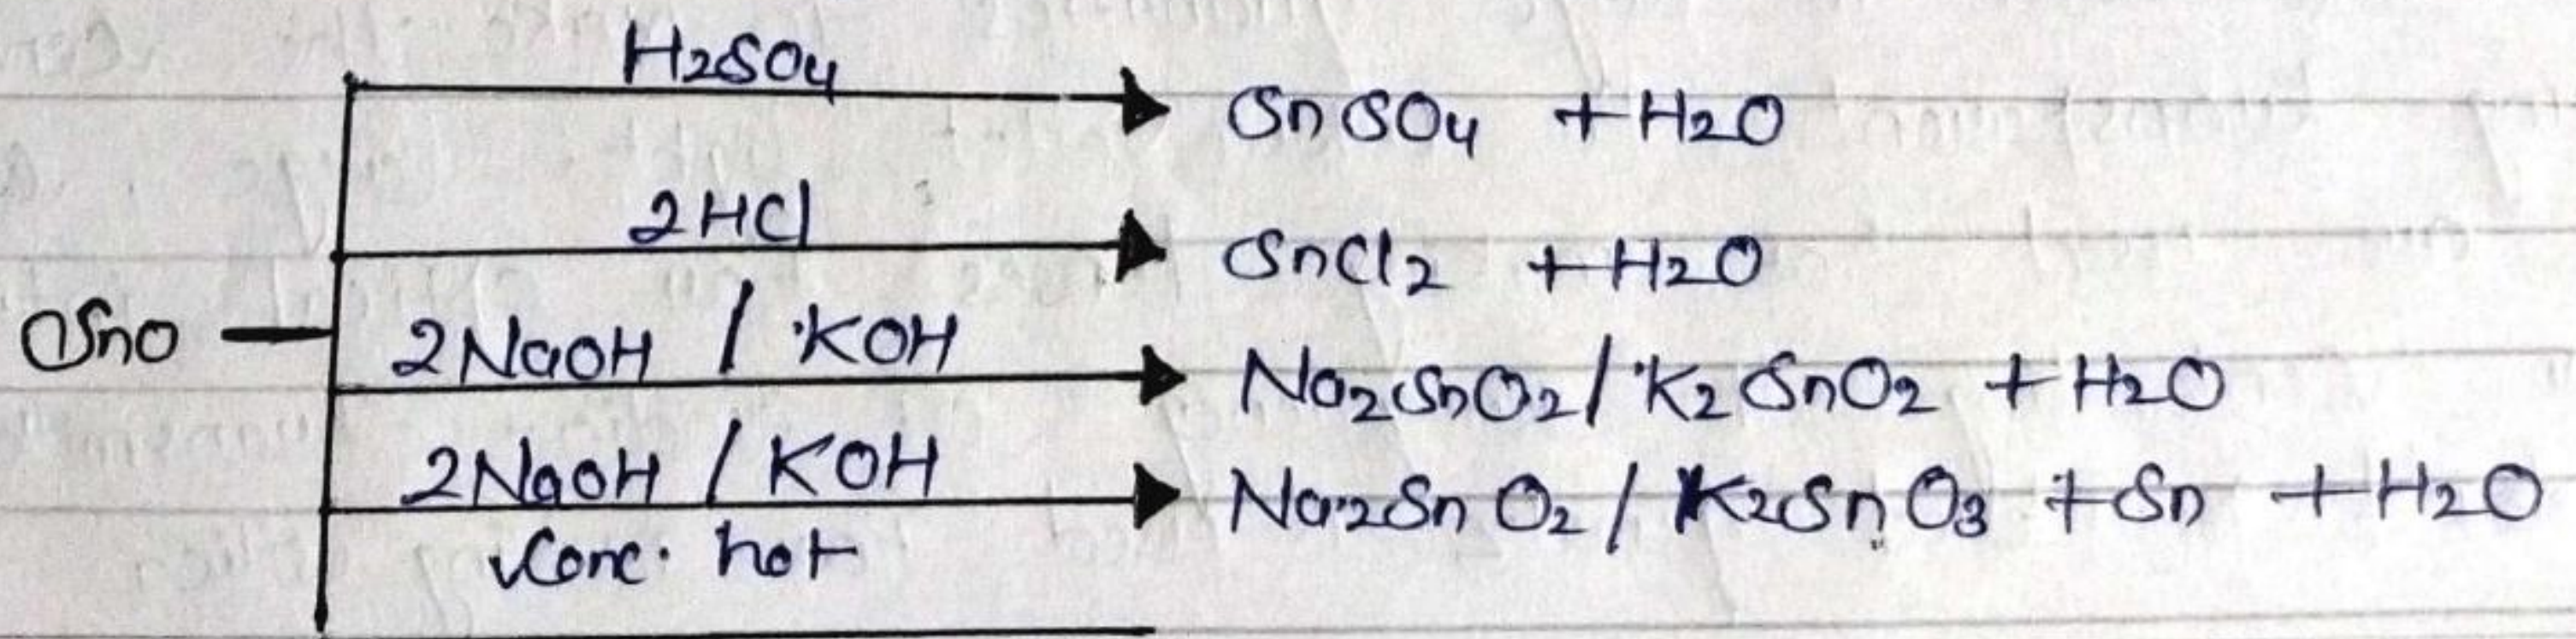 H2SO4
SnSO4 + H2O
2HCl
SnCl2 + H2O
SnO
2NaOH / KOH
Na2SnO2 / K2SnO2 + H2O
2NaOH / KOH
Na2SnO2 / K2SnO3 + Sn + H2O
Conc. hot